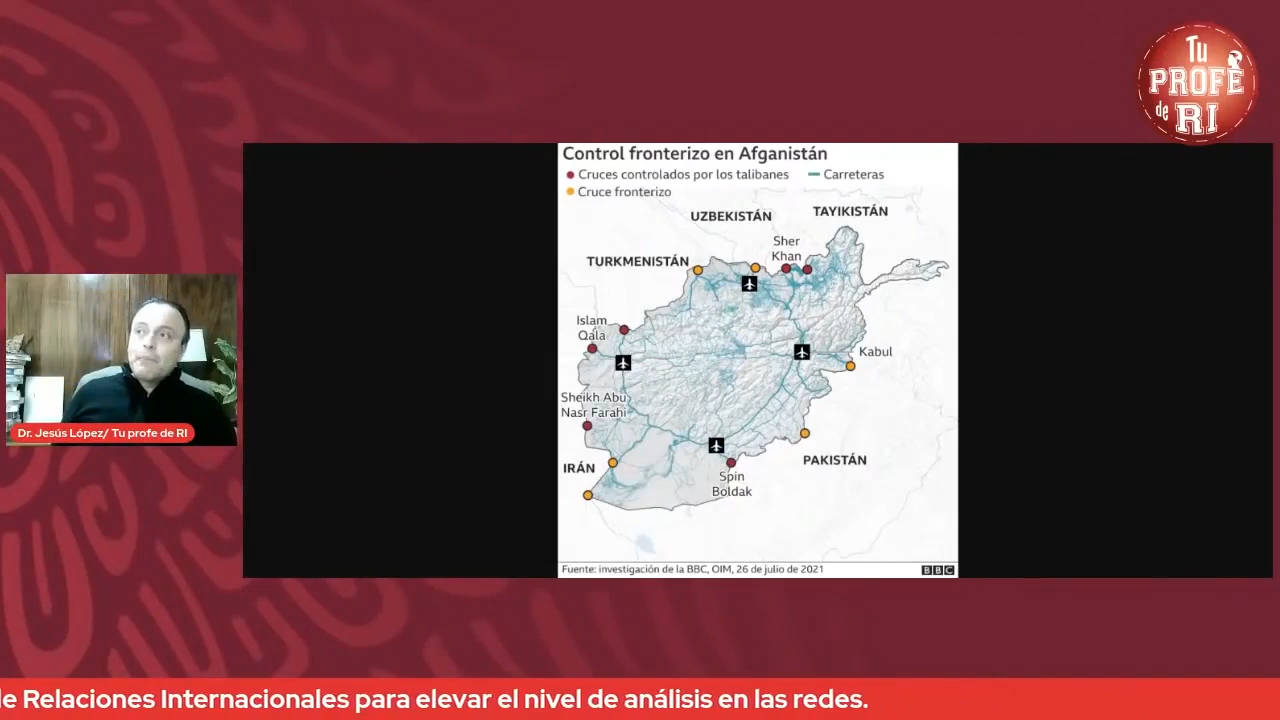 Tu
PROFE
de RI
Control fronterizo en Afganistán
Cruces controlados por los talibanes
Carreteras
Cruce fronterizo
UZBEKISTÁN
TAYIKISTÁN
Sher
Khan
TURKMENISTÁN
Islam
Qala
Kabul
Sheikh Abu
Nasr Farahi
IRÁN
PAKISTÁN
Spin
Boldak
Fuente: investigación de la BBC, OIM, 26 de julio de 2021
BBC
Dr. Jesús López/ Tu profe de RI
de Relaciones Internacionales para elevar el nivel de análisis en las redes.